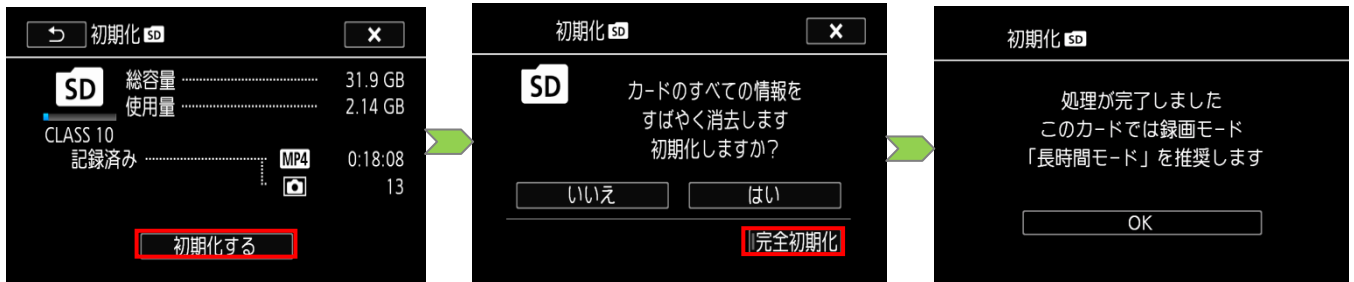 初期化 SD
SD
総容量 31.9 GB
使用量 2.14 GB
CLASS 10
記録済み MP4 0:18:08
13
初期化する
初期化 SD
SD
カードのすべての情報を
すばやく消去します
初期化しますか?
いいえ はい
完全初期化
初期化 SD
処理が完了しました
このカードでは録画モード
「長時間モード」を推奨します
OK